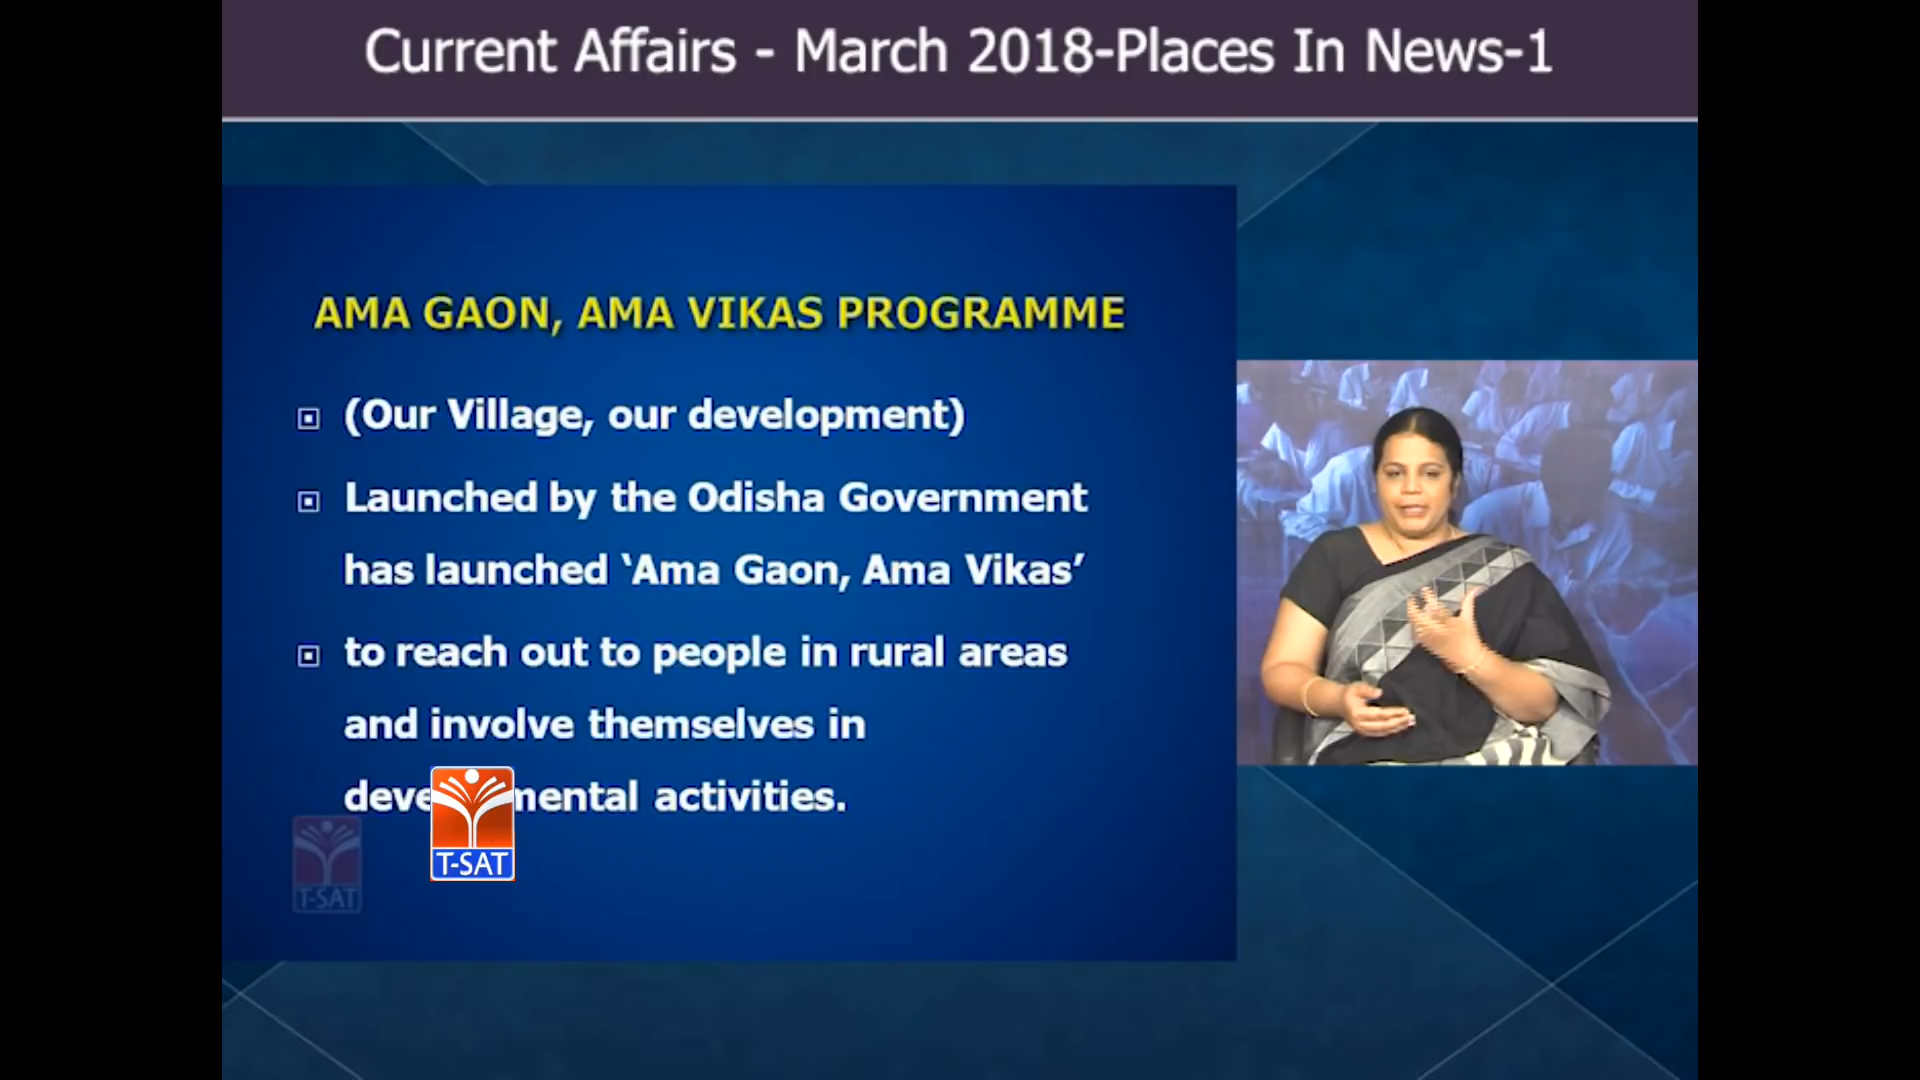 Current Affairs - March 2018-Places In News-1
AMA GAON, AMA VIKAS PROGRAMME
(Our Village, our development)
Launched by the Odisha Government
has launched ‘Ama Gaon, Ama Vikas’
to reach out to people in rural areas
and involve themselves in
activities.
T-SAT
T-SAT